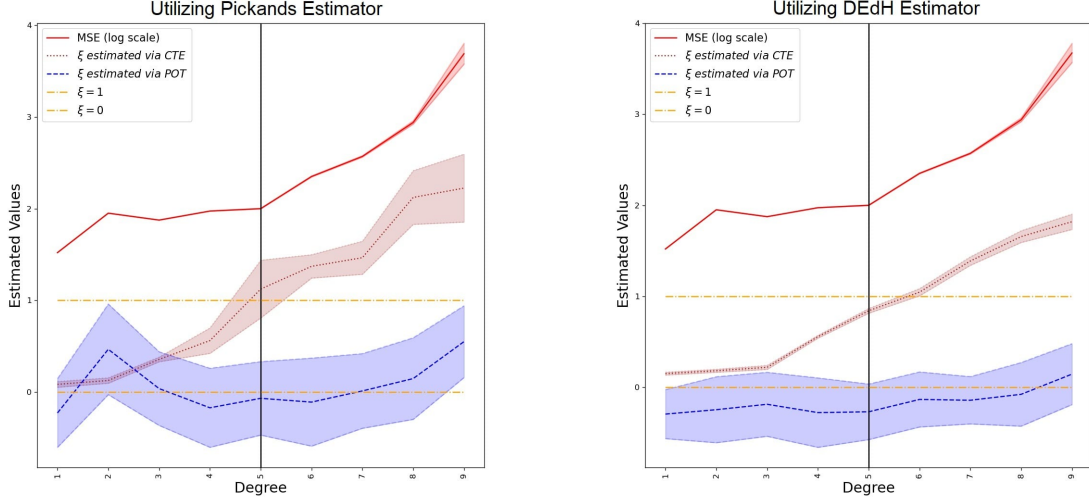 Utilizing Pickands Estimator
4
3
2
1
0
Estimated Values
MSE (log scale)
ξ estimated via CTE
ξ estimated via POT
ξ = 1
ξ = 0
1
2
3
4
5
6
7
8
9
Degree
Utilizing DEdH Estimator
4
3
2
1
0
Estimated Values
MSE (log scale)
ξ estimated via CTE
ξ estimated via POT
ξ = 1
ξ = 0
1
2
3
4
5
6
7
8
9
Degree